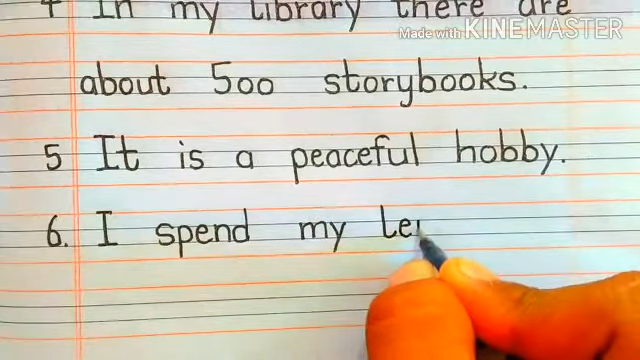 4 In my library there are
Made with KINEMASTER
about 500 storybooks.
5 It is a peaceful hobby.
6. I spend my Le